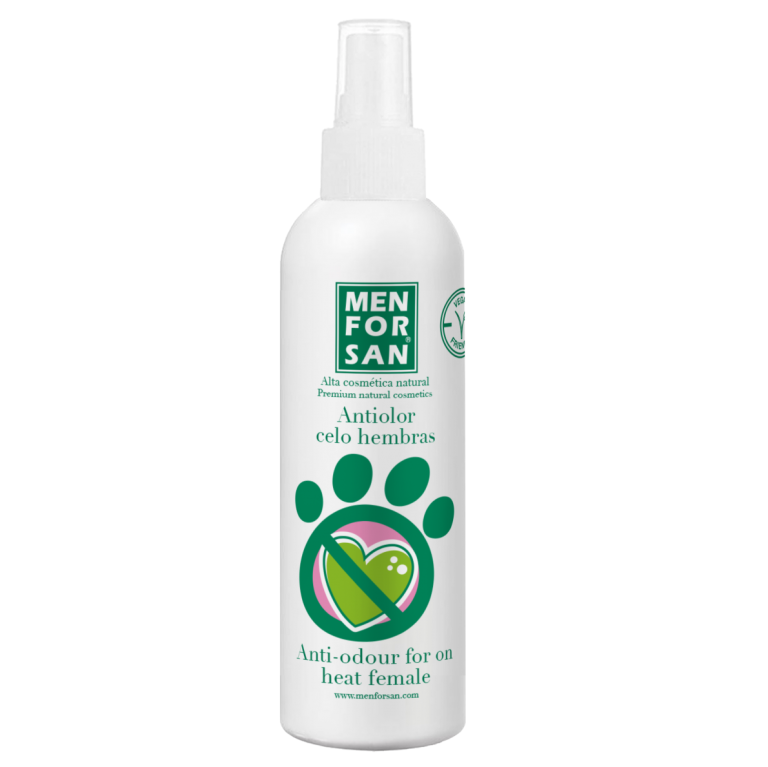 MEN
FOR
SAN®
Alta cosmética natural
Premium natural cosmetics
Antiolor
celo hembras
Anti-odour for on
heat female
www.menforsan.com